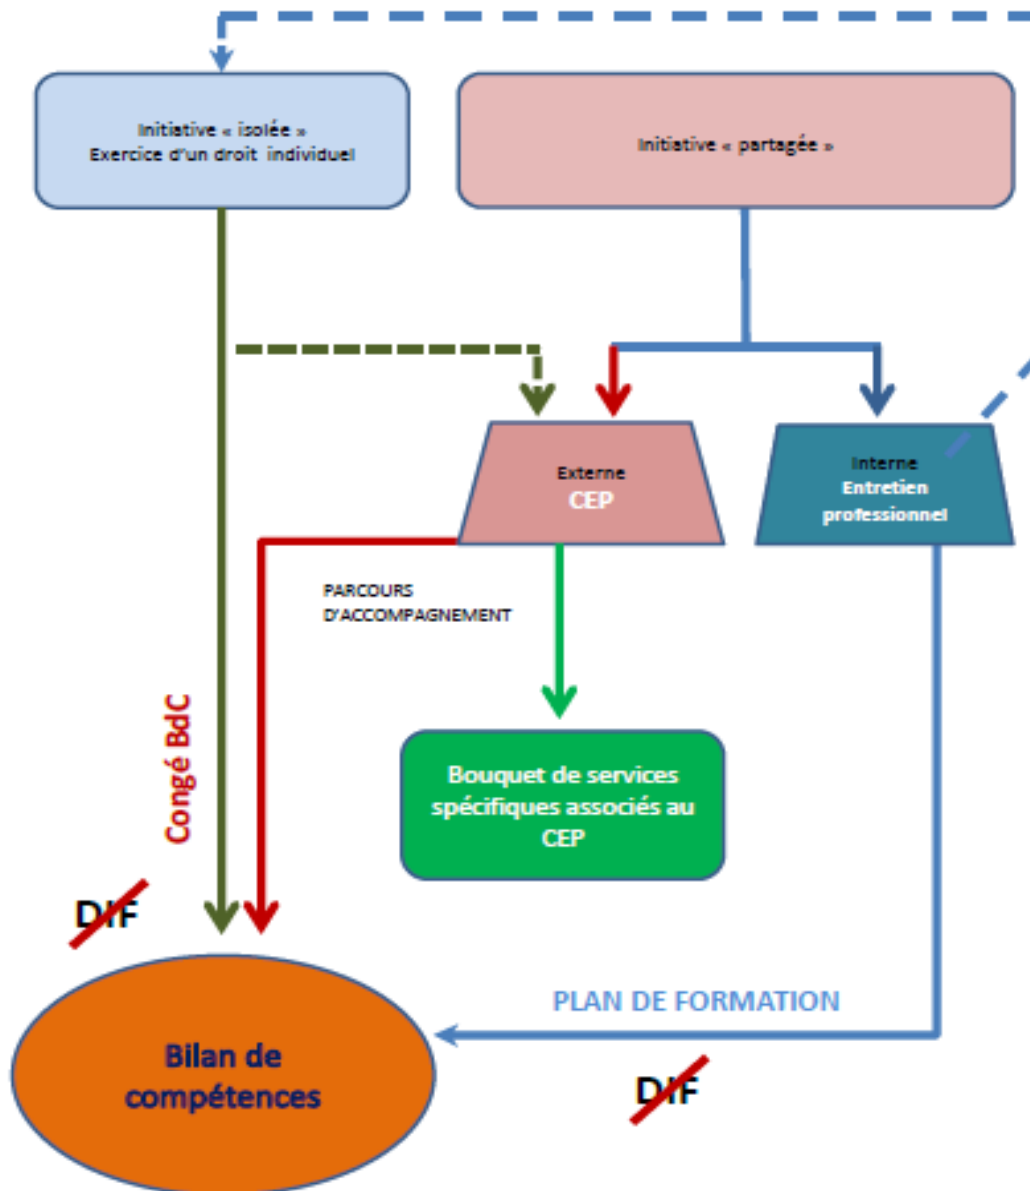 Initiative « isolée »
Exercice d'un droit individuel
Initiative « partagée »
Externe
CEP
Interne
Entretien
professionnel
PARCOURS
D'ACCOMPAGNEMENT
Congé BdC
Bouquet de services
spécifiques associés au
CEP
DIF
PLAN DE FORMATION
Bilan de
compétences
DIF